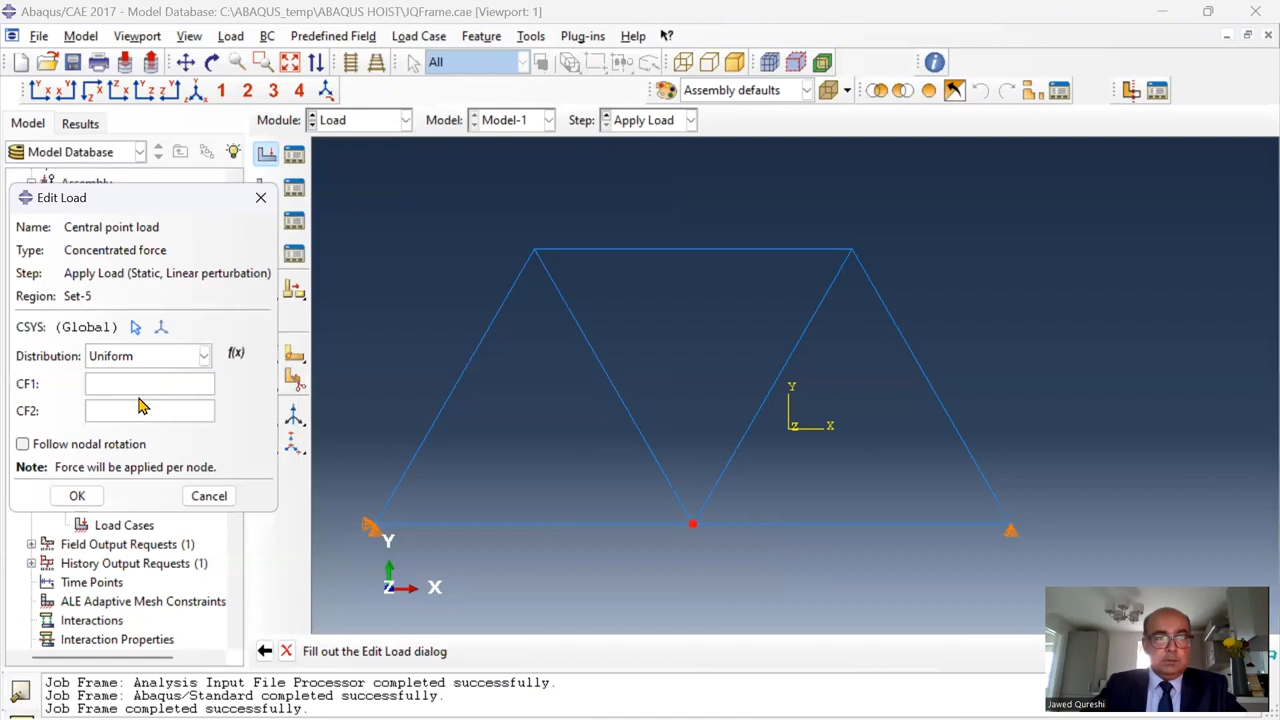 Abaqus/CAE 2017 - Model Database: C:\ABAQUS_temp\ABAQUS HOIST\JQFrame.cae [Viewport: 1]
File Model Viewport View Load BC Predefined Field Load Case Feature Tools Plug-ins Help
All
1 2 3 4
Assembly defaults
Model Results
Module: Load Model: Model-1 Step: Apply Load
Model Database
Assembly
Edit Load
Name: Central point load
Type: Concentrated force
Step: Apply Load (Static, Linear perturbation)
Region: Set-5
CSYS: (Global)
Distribution: Uniform f(x)
CF1:
CF2:
Follow nodal rotation
Note: Force will be applied per node.
OK Cancel
Load Cases
Field Output Requests (1)
History Output Requests (1)
Time Points
ALE Adaptive Mesh Constraints
Interactions
Interaction Properties
Y
Z X
Y
Z X
Fill out the Edit Load dialog
Job Frame: Analysis Input File Processor completed successfully.
Job Frame: Abaqus/Standard completed successfully.
Job Frame completed successfully.
Jawed Qureshi